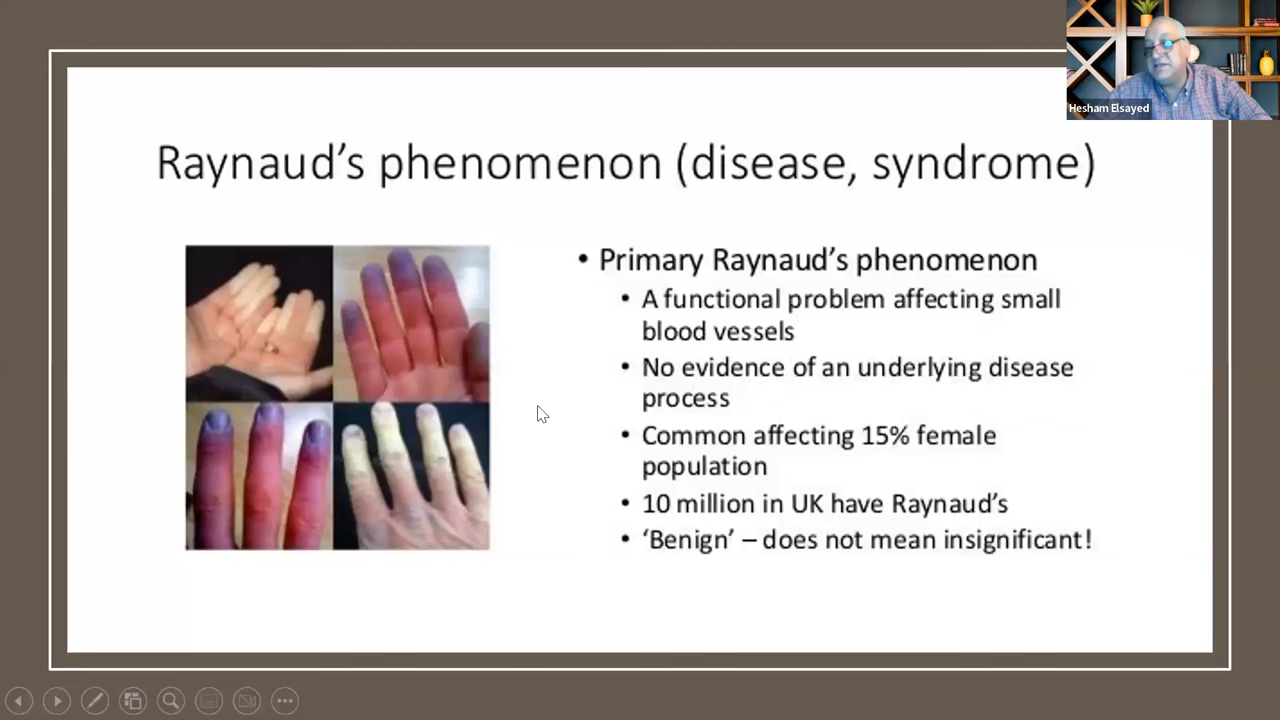 Hesham Elsayed
Raynaud’s phenomenon (disease, syndrome)
• Primary Raynaud’s phenomenon
• A functional problem affecting small
blood vessels
• No evidence of an underlying disease
process
• Common affecting 15% female
population
• 10 million in UK have Raynaud’s
• ‘Benign’ – does not mean insignificant!